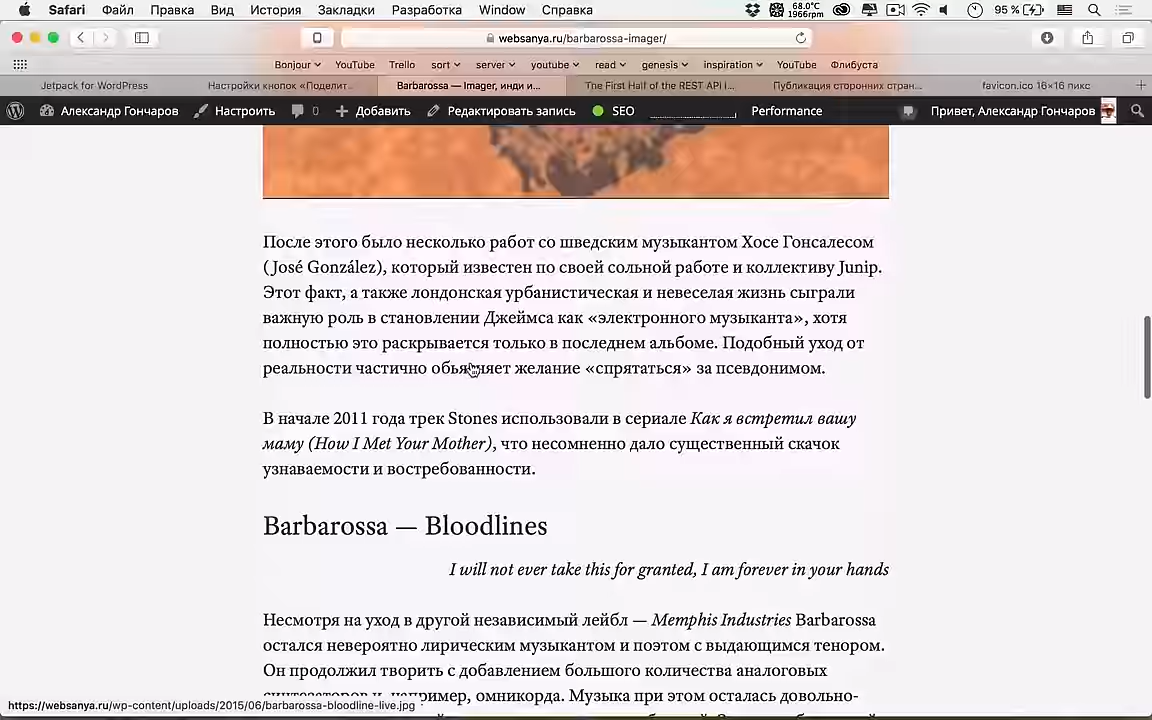 Safari Файл Правка Вид История Закладки Разработка Window Справка 68.0°C 1966rpm 95 %
websanya.ru/barbarossa-imager/
Bonjour YouTube Trello sort server youtube read genesis inspiration YouTube Флибуста
Jetpack for WordPress Настройки кнопок «Поделит... Barbarossa — Imager, инди и... The First Half of the REST API I... Публикация сторонних стран... favicon.ico 16×16 пикс
Александр Гончаров Настроить 0 Добавить Редактировать запись SEO Performance Привет, Александр Гончаров
После этого было несколько работ со шведским музыкантом Хосе Гонсалесом
(José González), который известен по своей сольной работе и коллективу Junip.
Этот факт, а также лондонская урбанистическая и невеселая жизнь сыграли
важную роль в становлении Джеймса как «электронного музыканта», хотя
полностью это раскрывается только в последнем альбоме. Подобный уход от
реальности частично объясняет желание «спрятаться» за псевдонимом.
В начале 2011 года трек Stones использовали в сериале Как я встретил вашу
маму (How I Met Your Mother), что несомненно дало существенный скачок
узнаваемости и востребованности.
Barbarossa — Bloodlines
I will not ever take this for granted, I am forever in your hands
Несмотря на уход в другой независимый лейбл — Memphis Industries Barbarossa
остался невероятно лирическим музыкантом и поэтом с выдающимся тенором.
Он продолжил творить с добавлением большого количества аналоговых
синтезаторов и, например, омникорда. Музыка при этом осталась довольно-
https://websanya.ru/wp-content/uploads/2015/06/barbarossa-bloodline-live.jpg